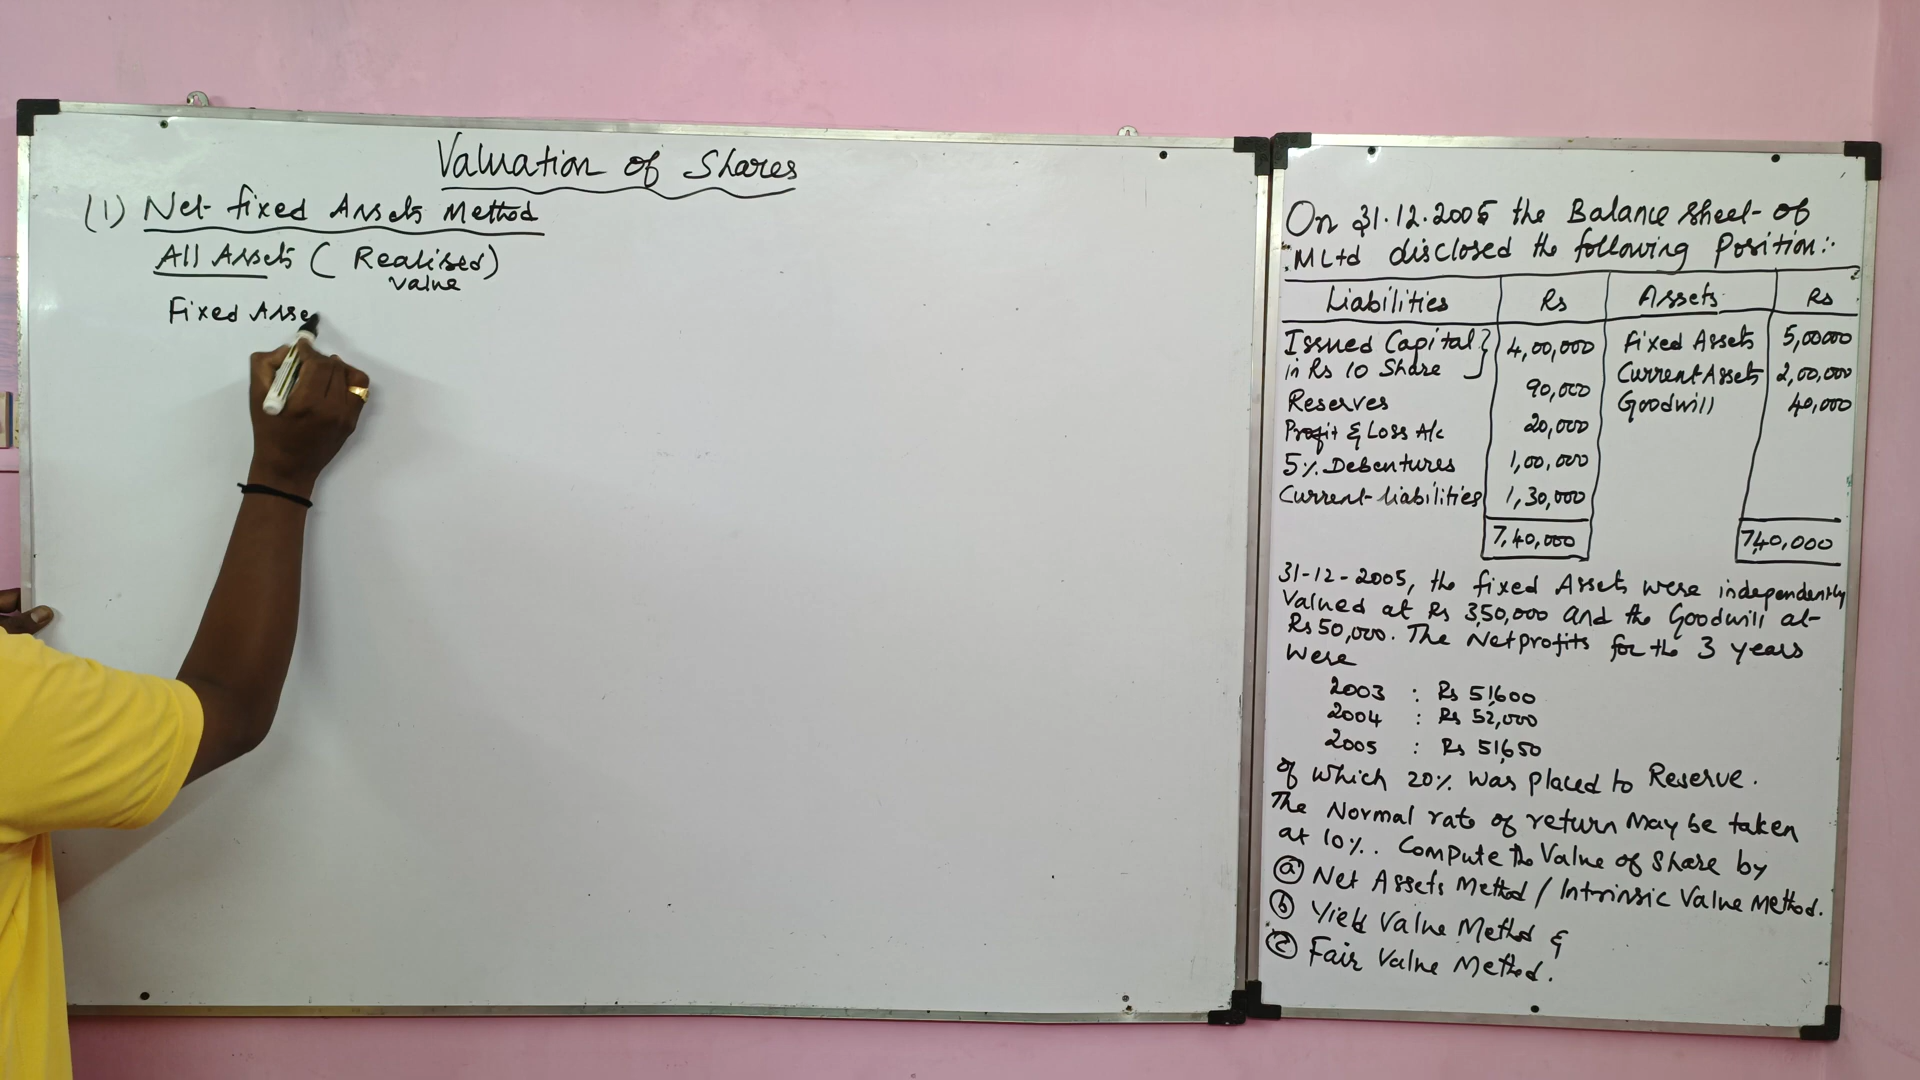 Valuation of Shares
(1) Net fixed Assets Method
All Assets ( Realised)
value
Fixed Asse
On 31.12.2005 the Balance sheet of
M Ltd disclosed the following Position:-
Liabilities Rs Assets Rs
Issued Capital } 4,00,000 Fixed Assets 5,00000
in Rs 10 Share Current Assets 2,00,000
Reserves 90,000 Goodwill 40,000
Profit & Loss A/c 20,000
5% Debentures 1,00,000
Current liabilities 1,30,000
7,40,000 7,40,000
31-12-2005, the fixed Assets were independently
Valued at Rs 3,50,000 and the Goodwill at
Rs 50,000. The Net profits for the 3 years
were
2003 : Rs 51,600
2004 : Rs 52,000
2005 : Rs 51,650
of which 20% was placed to Reserve.
The Normal rate of return May be taken
at 10%. Compute the Value of Share by
(a) Net Assets Method / Intrinsic Value Method.
(b) Yield Value Method &
(c) Fair Value Method.